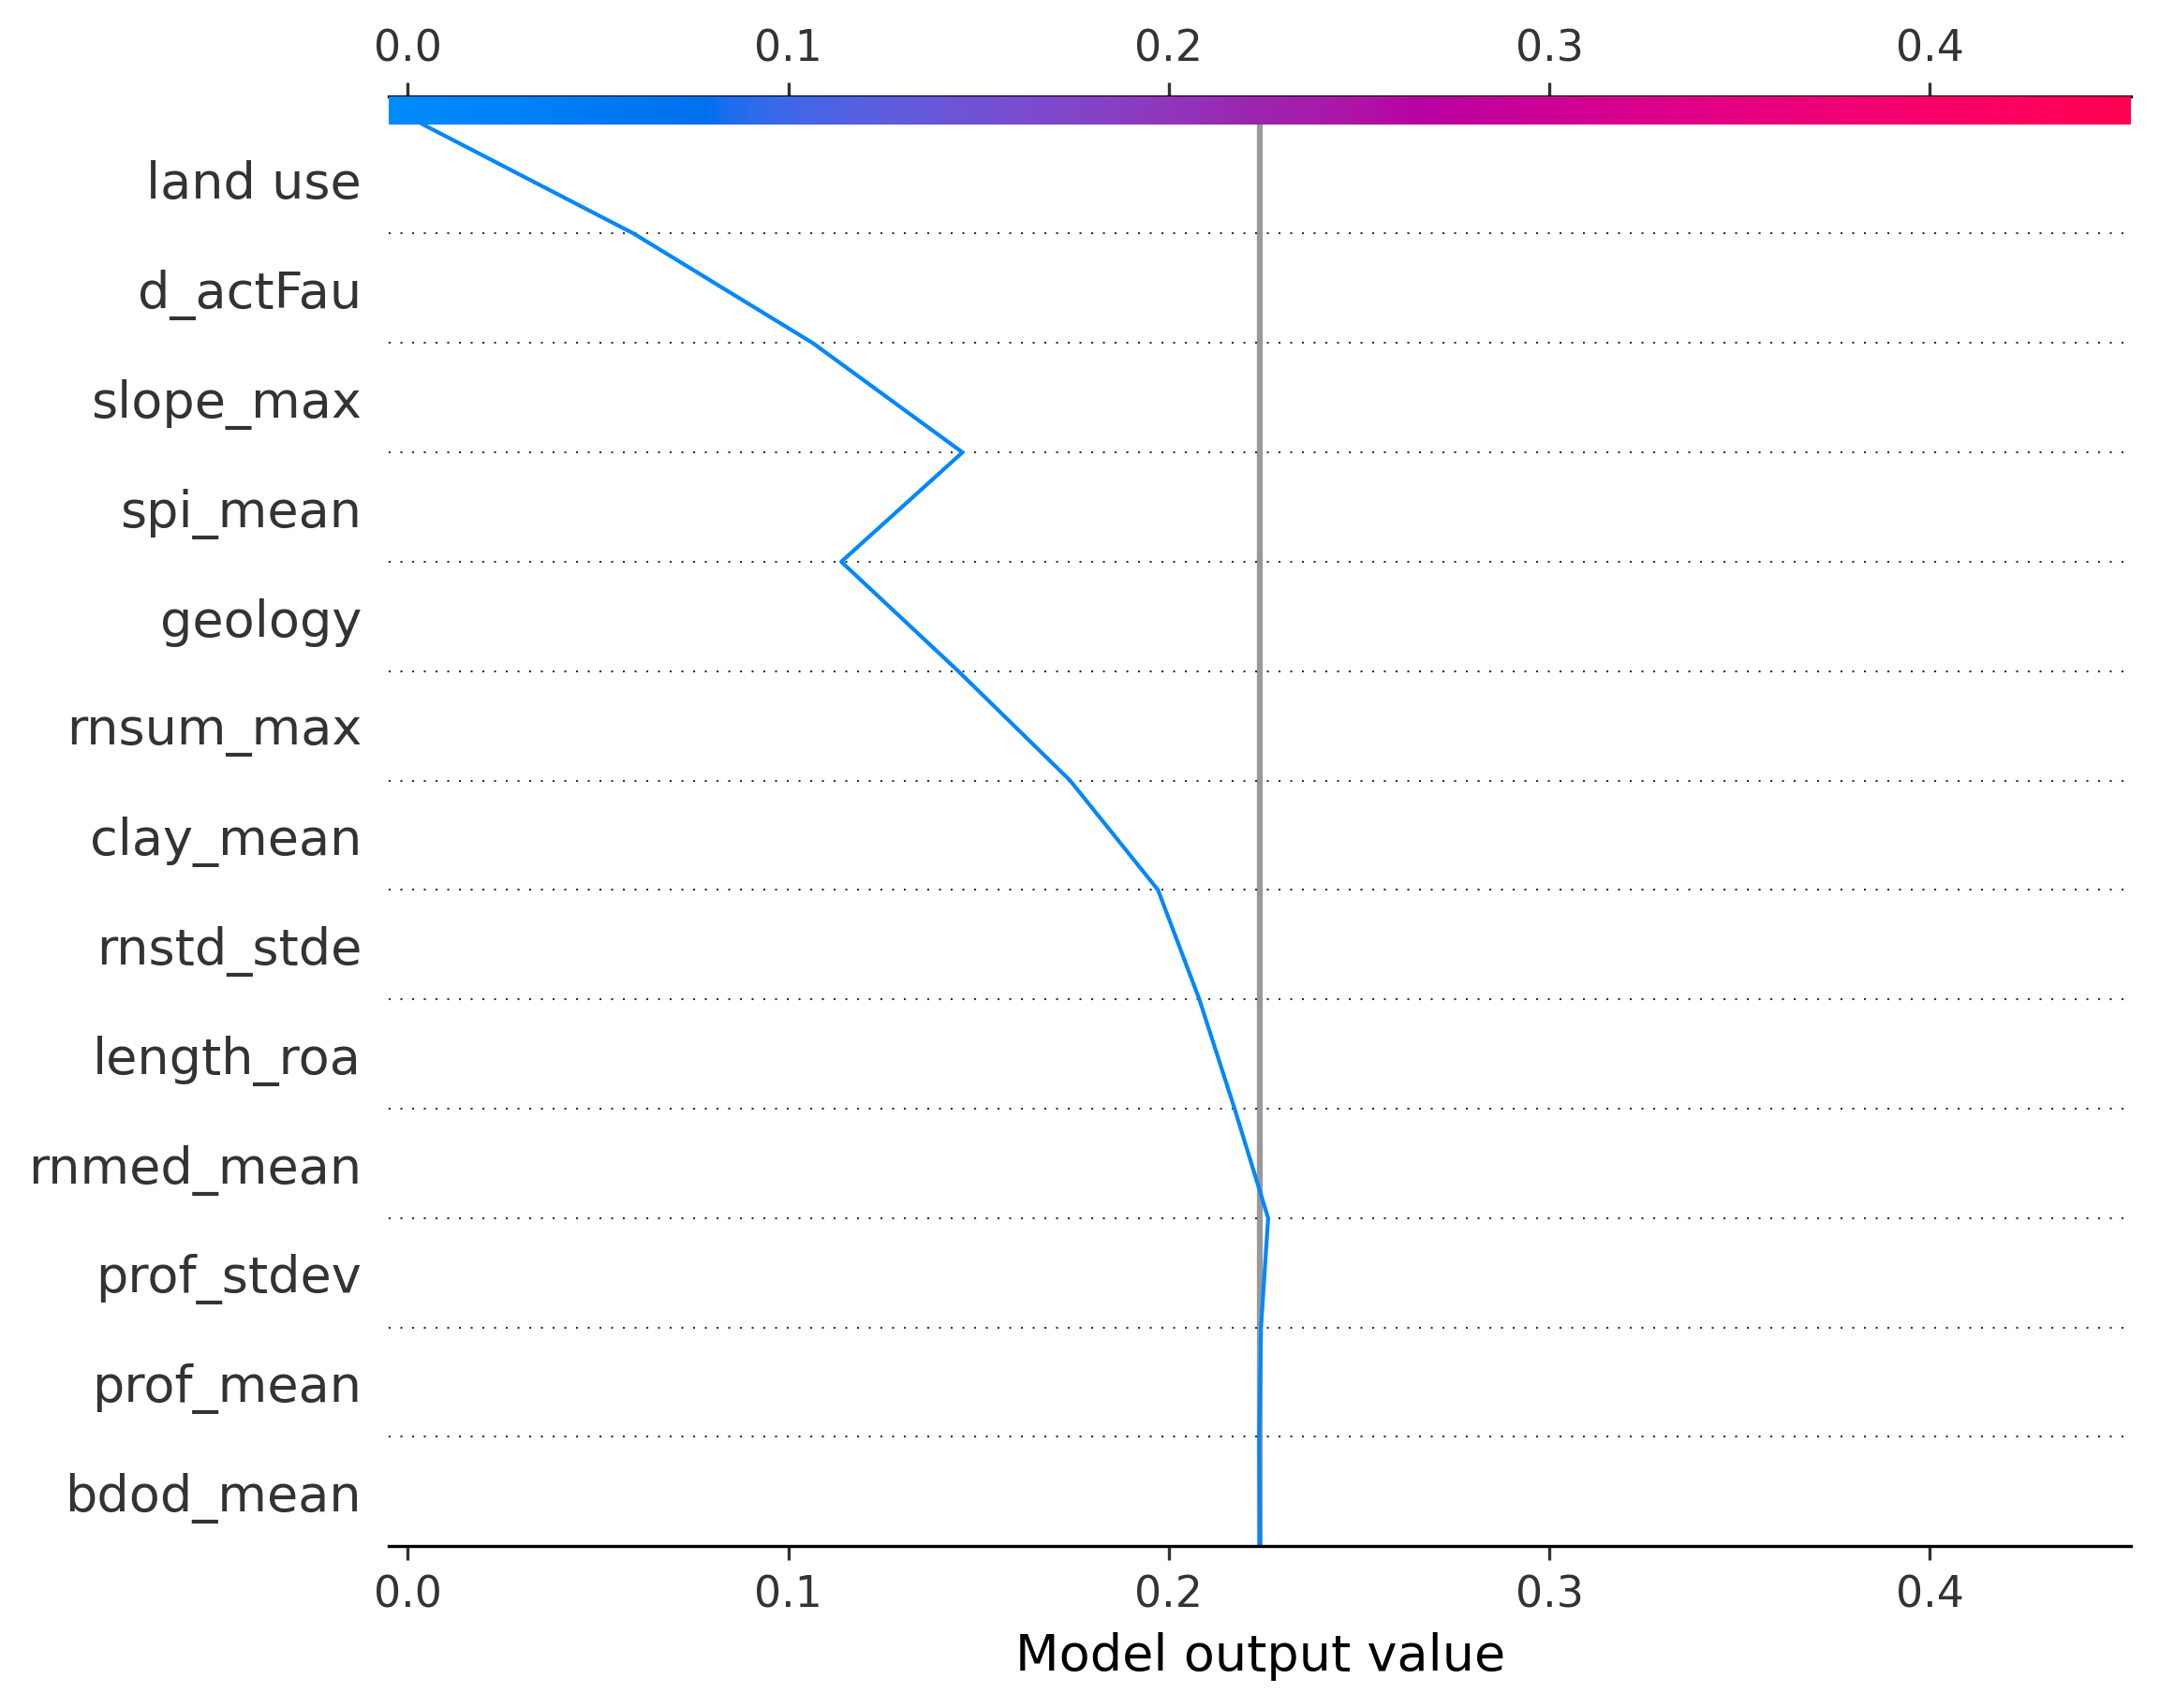 0.0 0.1 0.2 0.3 0.4
land use
d_actFau
slope_max
spi_mean
geology
rnsum_max
clay_mean
rnstd_stde
length_roa
rnmed_mean
prof_stdev
prof_mean
bdod_mean
0.0 0.1 0.2 0.3 0.4
Model output value